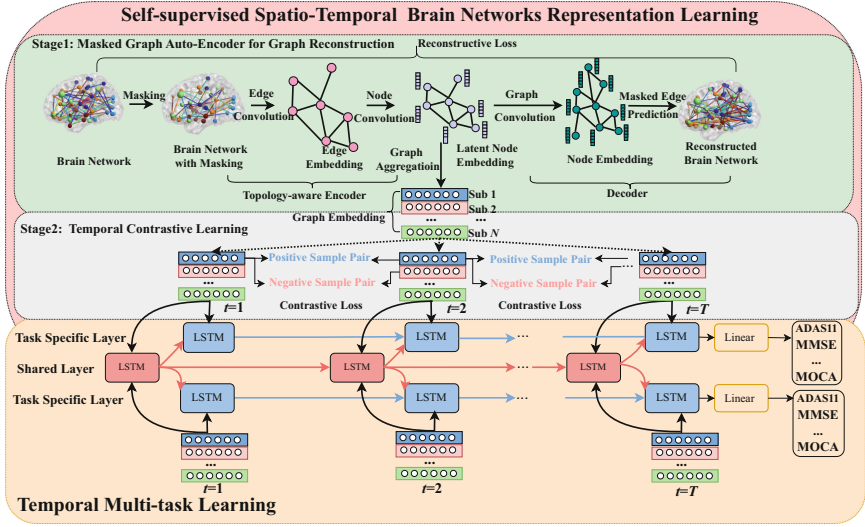 Self-supervised Spatio-Temporal Brain Networks Representation Learning
Stage1: Masked Graph Auto-Encoder for Graph Reconstruction
Reconstructive Loss
Masking
Edge
Convolution
Node
Convolution
Graph
Convolution
Masked Edge
Prediction
Brain Network
Brain Network
with Masking
Edge
Embedding
Graph
Aggregatioin
Latent Node
Embedding
Node Embedding
Reconstructed
Brain Network
Topology-aware Encoder
Decoder
Graph Embedding
Sub 1
Sub 2
...
...
Sub N
Stage2: Temporal Contrastive Learning
Positive Sample Pair
Positive Sample Pair
Negative Sample Pair
Negative Sample Pair
...
...
...
...
t=1
Contrastive Loss
t=2
Contrastive Loss
t=T
Task Specific Layer
LSTM
LSTM
...
LSTM
Linear
ADAS11
MMSE
...
MOCA
Shared Layer
LSTM
LSTM
...
LSTM
Task Specific Layer
LSTM
LSTM
...
LSTM
Linear
ADAS11
MMSE
...
MOCA
...
...
...
t=1
t=2
t=T
Temporal Multi-task Learning